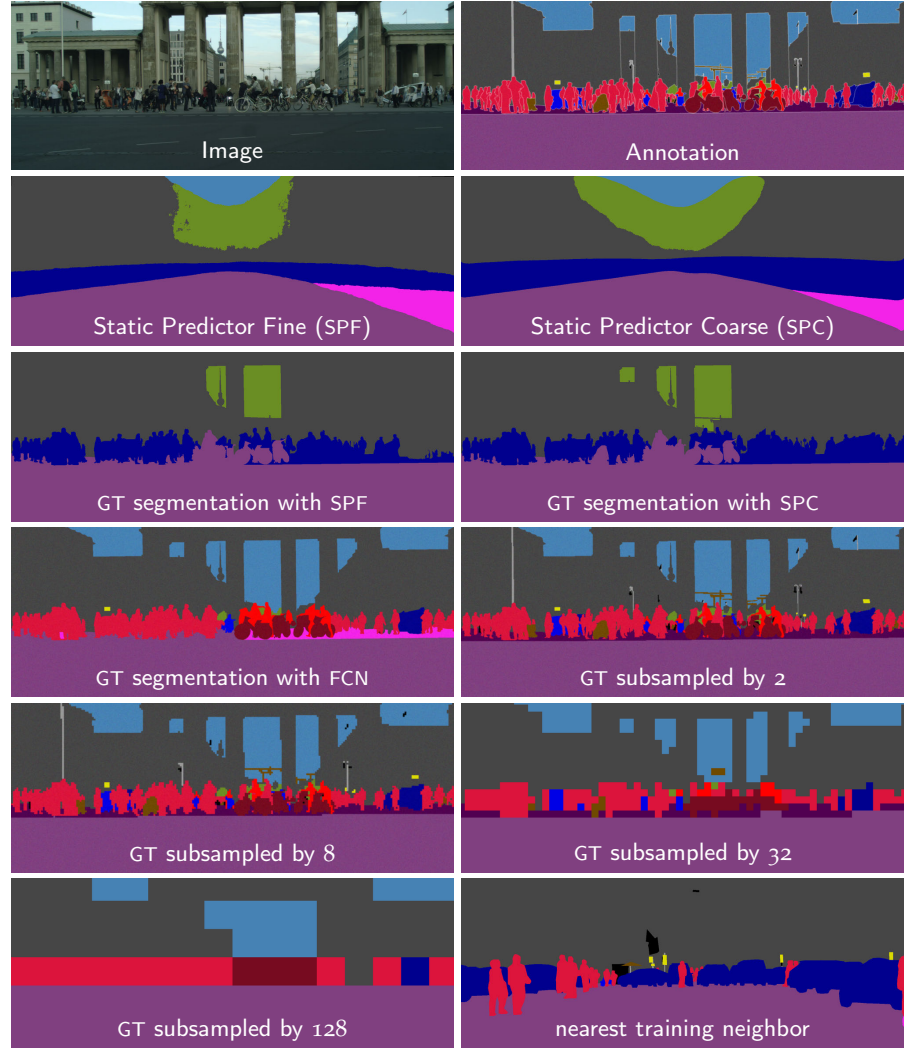 Image
Annotation
Static Predictor Fine (SPF)
Static Predictor Coarse (SPC)
GT segmentation with SPF
GT segmentation with SPC
GT segmentation with FCN
GT subsampled by 2
GT subsampled by 8
GT subsampled by 32
GT subsampled by 128
nearest training neighbor